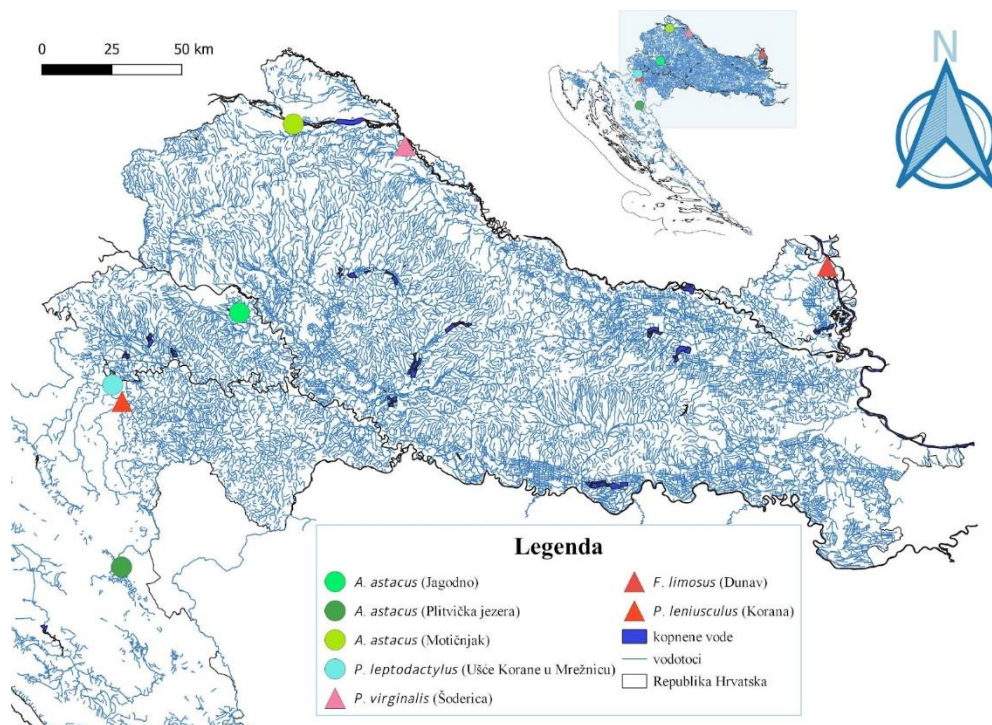 0 25 50 km
N
Legenda
A. astacus (Jagodno)
A. astacus (Plitvička jezera)
A. astacus (Motičnjak)
P. leptodactylus (Ušće Korane u Mrežnicu)
P. virginalis (Šoderica)
F. limosus (Dunav)
P. leniusculus (Korana)
kopnene vode
vodotoci
Republika Hrvatska